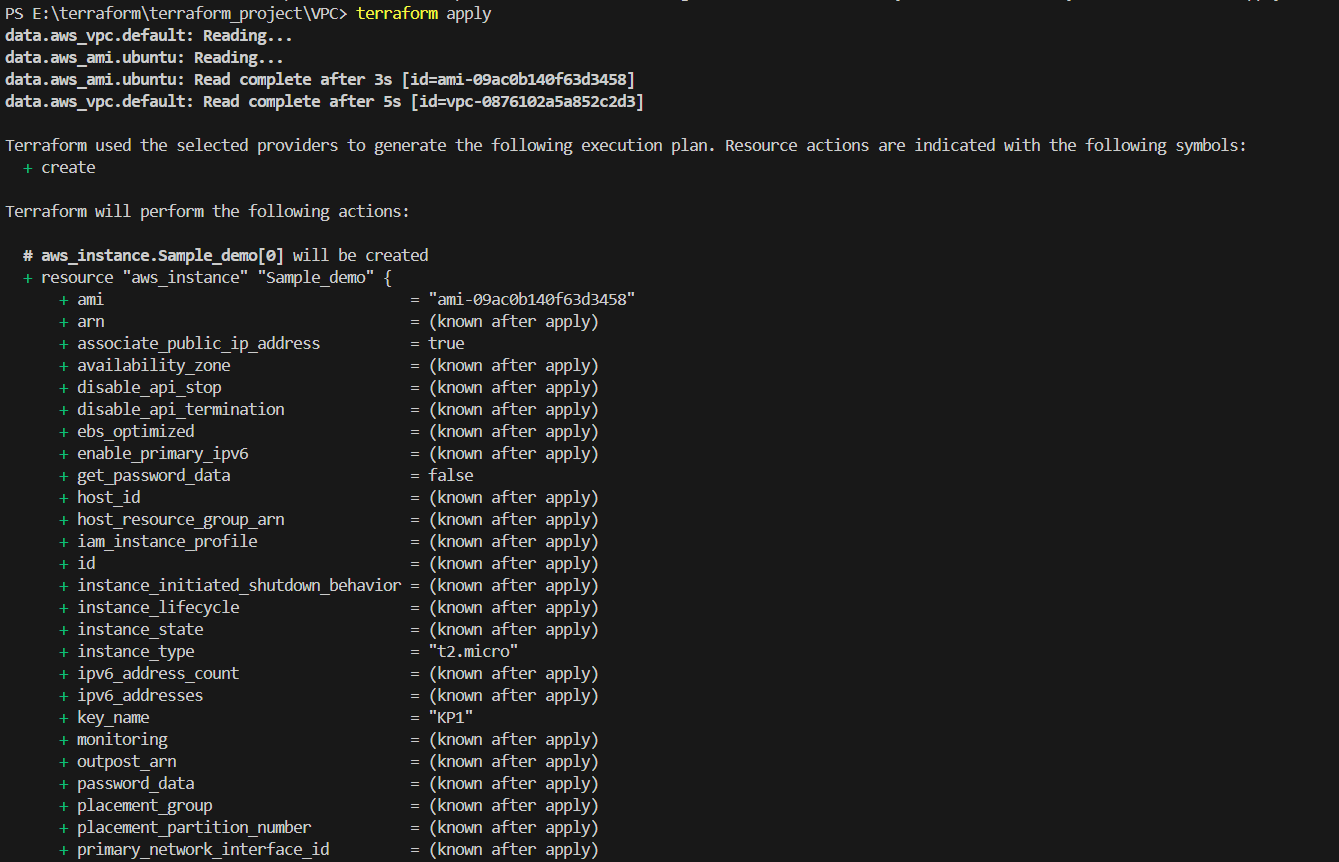 PS E:\terraform\terraform_project\VPC> terraform apply
data.aws_vpc.default: Reading...
data.aws_ami.ubuntu: Reading...
data.aws_ami.ubuntu: Read complete after 3s [id=ami-09ac0b140f63d3458]
data.aws_vpc.default: Read complete after 5s [id=vpc-0876102a5a852c2d3]

Terraform used the selected providers to generate the following execution plan. Resource actions are indicated with the following symbols:
  + create

Terraform will perform the following actions:

  # aws_instance.Sample_demo[0] will be created
  + resource "aws_instance" "Sample_demo" {
      + ami                                  = "ami-09ac0b140f63d3458"
      + arn                                  = (known after apply)
      + associate_public_ip_address          = true
      + availability_zone                    = (known after apply)
      + disable_api_stop                     = (known after apply)
      + disable_api_termination              = (known after apply)
      + ebs_optimized                        = (known after apply)
      + enable_primary_ipv6                  = (known after apply)
      + get_password_data                    = false
      + host_id                              = (known after apply)
      + host_resource_group_arn              = (known after apply)
      + iam_instance_profile                 = (known after apply)
      + id                                   = (known after apply)
      + instance_initiated_shutdown_behavior = (known after apply)
      + instance_lifecycle                   = (known after apply)
      + instance_state                       = (known after apply)
      + instance_type                        = "t2.micro"
      + ipv6_address_count                   = (known after apply)
      + ipv6_addresses                       = (known after apply)
      + key_name                             = "KP1"
      + monitoring                           = (known after apply)
      + outpost_arn                          = (known after apply)
      + password_data                        = (known after apply)
      + placement_group                      = (known after apply)
      + placement_partition_number           = (known after apply)
      + primary_network_interface_id         = (known after apply)